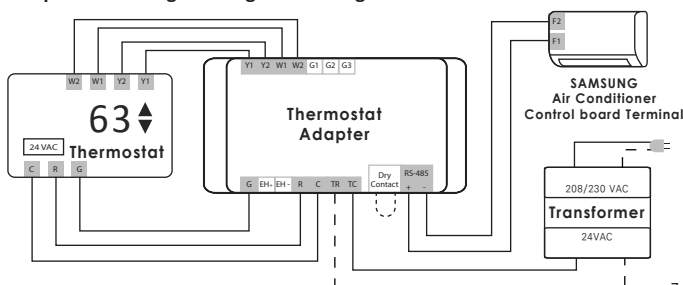 F2
F1
W2 W1 Y2 Y1
Y1 Y2 W1 W2 G1 G2 G3
SAMSUNG
Air Conditioner
Control board Terminal
63
24 VAC
Thermostat
C R G
Thermostat
Adapter
G EH+ EH - R C TR TC
Dry
Contact
RS-485
+ -
208/230 VAC
Transformer
24VAC